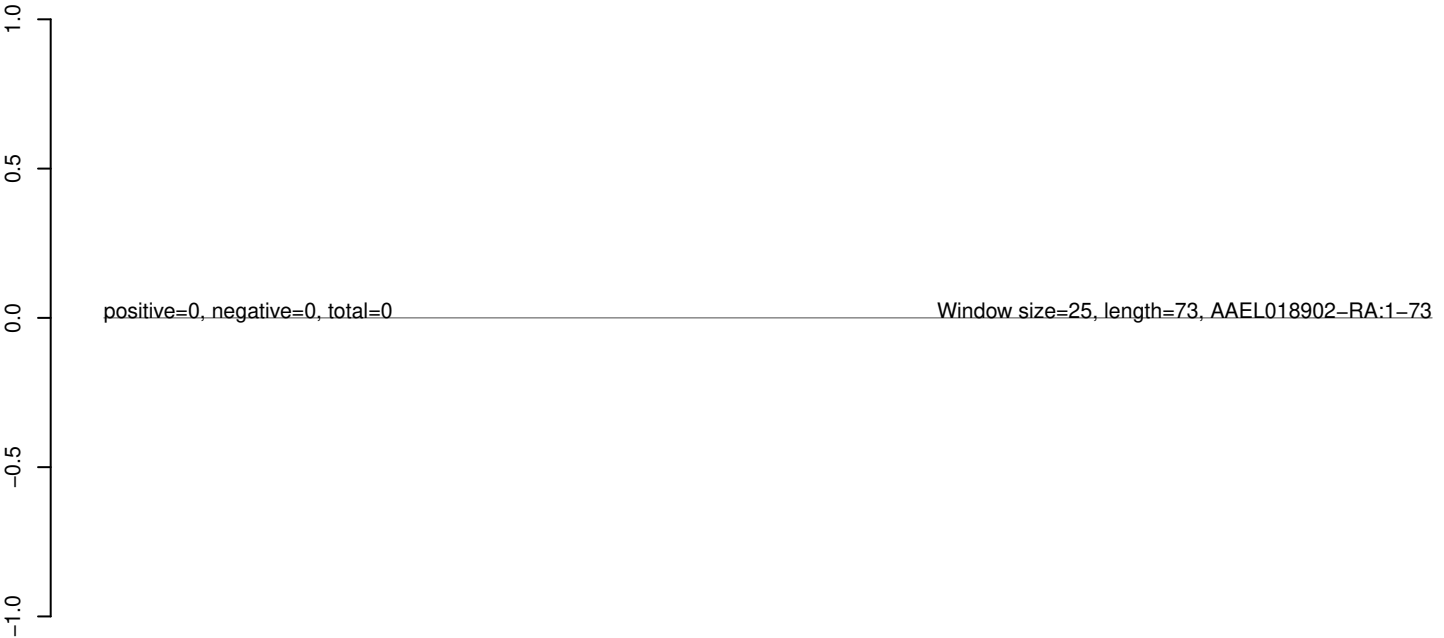 1.0
0.5
0.0
−0.5
−1.0
positive=0, negative=0, total=0
Window size=25, length=73, AAEL018902−RA:1−73